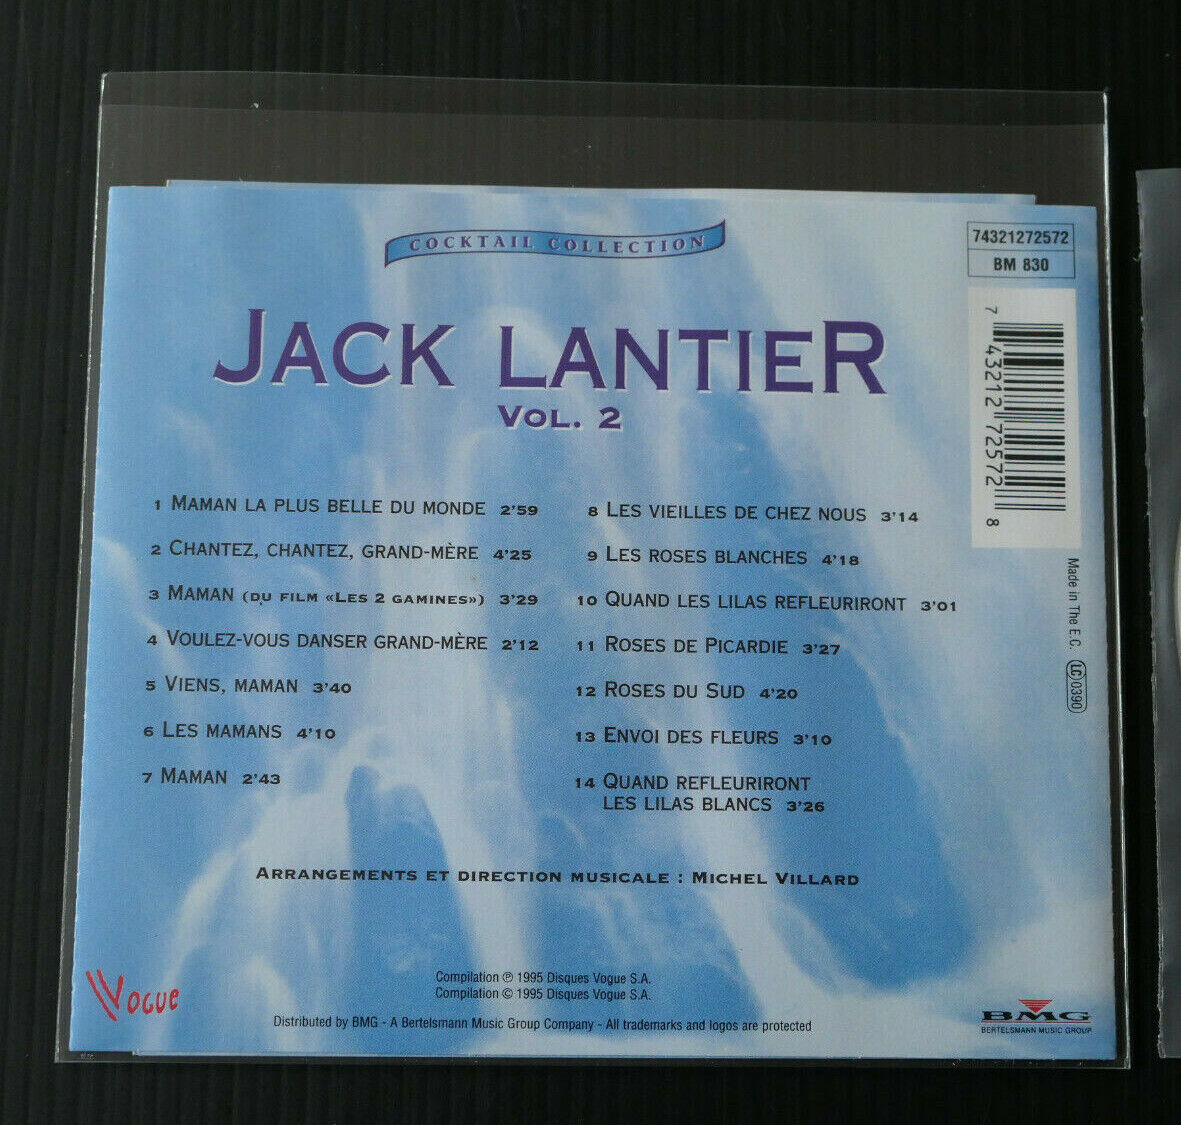 COCKTAIL COLLECTION
74321272572
BM 830
JACK LANTIER
VOL. 2
7 43212 72572 8
1 MAMAN LA PLUS BELLE DU MONDE 2'59
2 CHANTEZ, CHANTEZ, GRAND-MÈRE 4'25
3 MAMAN (DU FILM «LES 2 GAMINES») 3'29
4 VOULEZ-VOUS DANSER GRAND-MÈRE 2'12
5 VIENS, MAMAN 3'40
6 LES MAMANS 4'10
7 MAMAN 2'43
8 LES VIEILLES DE CHEZ NOUS 3'14
9 LES ROSES BLANCHES 4'18
10 QUAND LES LILAS REFLEURIRONT 3'01
11 ROSES DE PICARDIE 3'27
12 ROSES DU SUD 4'20
13 ENVOI DES FLEURS 3'10
14 QUAND REFLEURIRONT
LES LILAS BLANCS 3'26
Made in The E.C.
LC 0390
ARRANGEMENTS ET DIRECTION MUSICALE : MICHEL VILLARD
VOGUE
Compilation ℗ 1995 Disques Vogue S.A.
Compilation © 1995 Disques Vogue S.A.
Distributed by BMG - A Bertelsmann Music Group Company - All trademarks and logos are protected
BMG
BERTELSMANN MUSIC GROUP